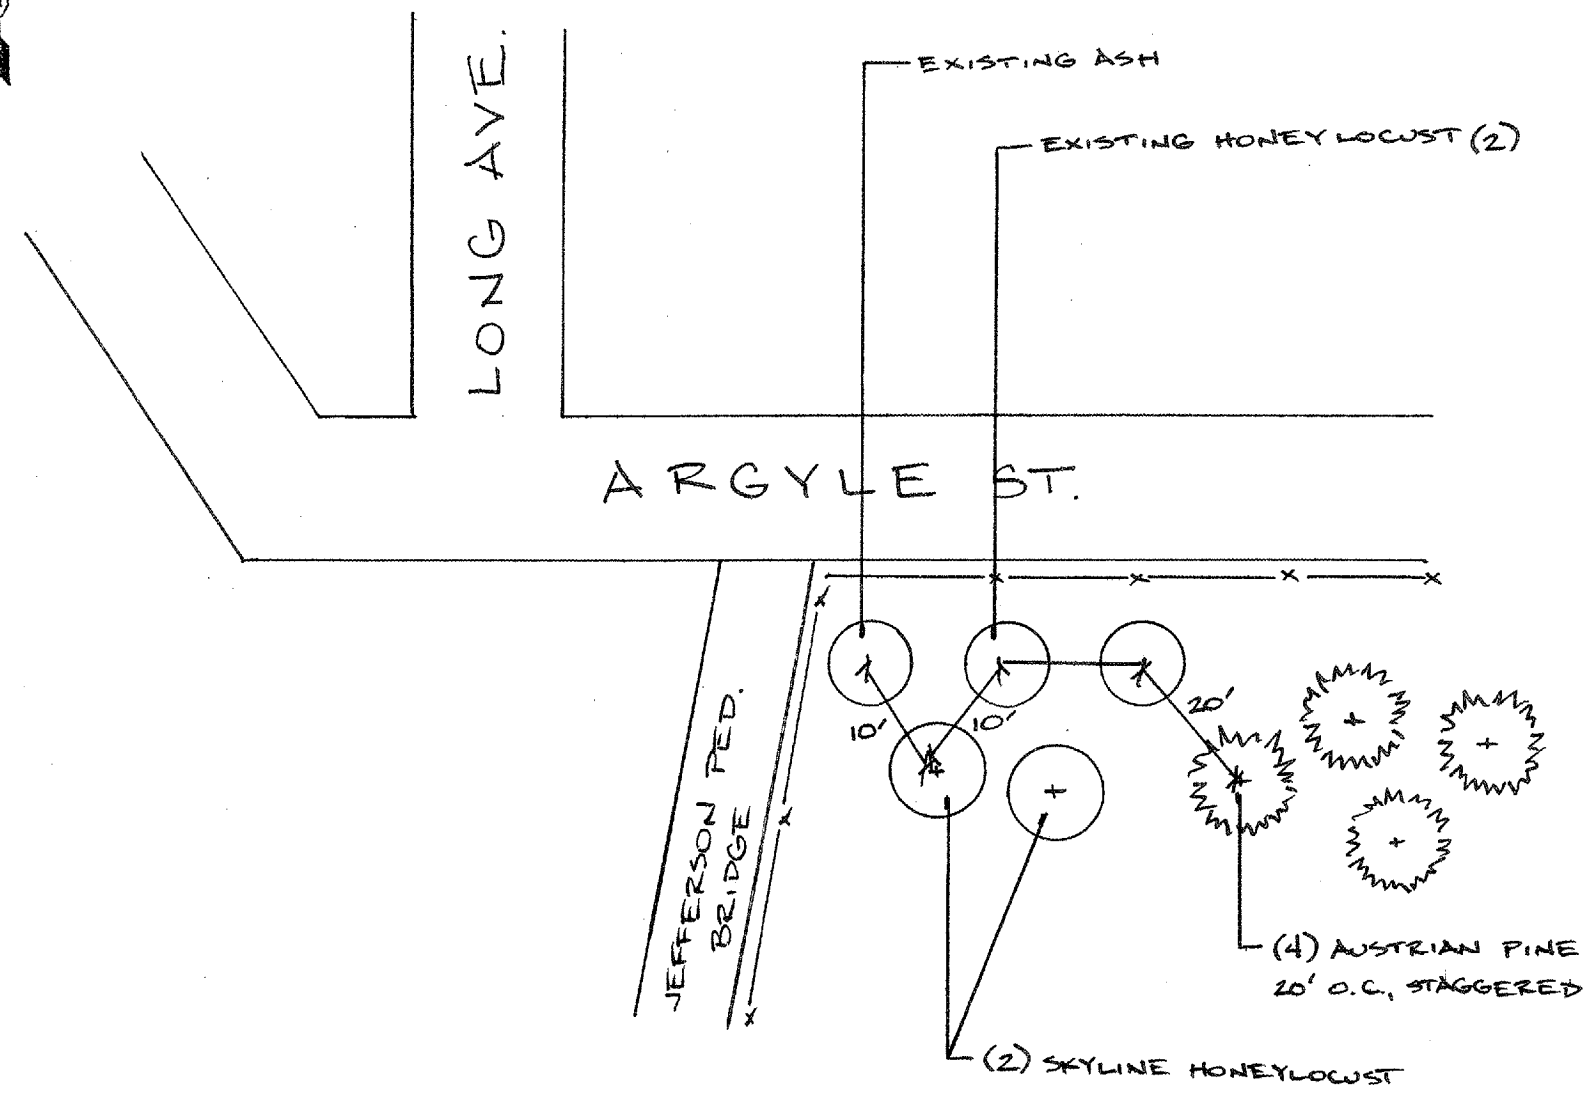 EXISTING ASH
EXISTING HONEYLOCUST (2)
LONG AVE.
ARGYLE ST.
20'
10'
10'
JEFFERSON PED.
BRIDGE
(4) AUSTRIAN PINE
20' O.C., STAGGERED
(2) SKYLINE HONEYLOCUST